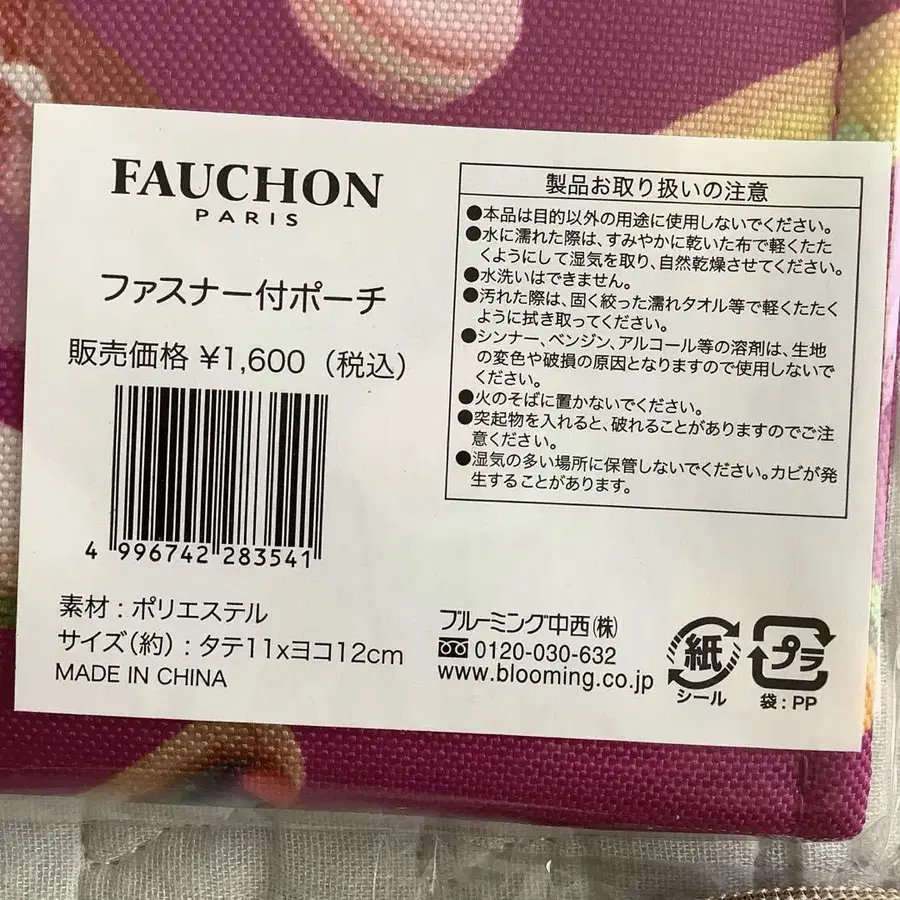 FAUCHON
PARIS
ファスナー付ポーチ
販売価格 ¥1,600（税込）
4 996742 283541
素材 : ポリエステル
サイズ（約）: タテ11xヨコ12cm
MADE IN CHINA
製品お取り扱いの注意
●本品は目的以外の用途に使用しないでください。
●水に濡れた際は、すみやかに乾いた布で軽くたた
くようにして湿気を取り、自然乾燥させてください。
●水洗いはできません。
●汚れた際は、固く絞った濡れタオル等で軽くたたく
ように拭き取ってください。
●シンナー、ベンジン、アルコール等の溶剤は、生地
の変色や破損の原因となりますので使用しないで
ください。
●火のそばに置かないでください。
●突起物を入れると、破れることがありますのでご注
意ください。
●湿気の多い場所に保管しないでください。カビが発
生することがあります。
ブルーミング中西㈱
0120-030-632
www.blooming.co.jp
紙
シール
プラ
袋 : PP